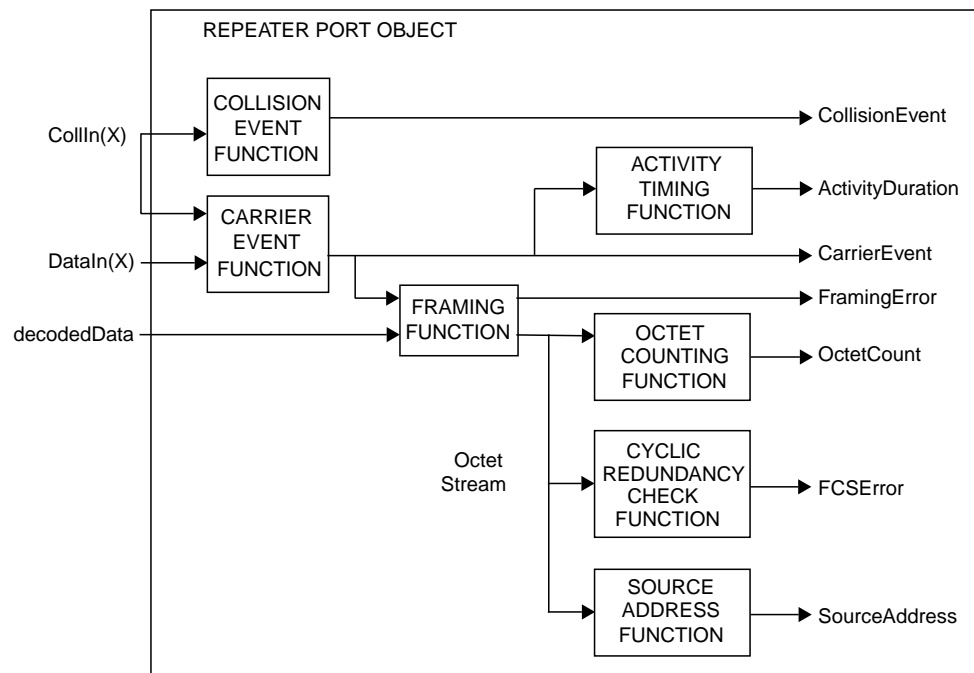 REPEATER PORT OBJECT
COLLISION
EVENT
FUNCTION
CollIn(X)
CollisionEvent
ACTIVITY
TIMING
FUNCTION
ActivityDuration
CARRIER
EVENT
FUNCTION
DataIn(X)
CarrierEvent
FRAMING
FUNCTION
FramingError
decodedData
OCTET
COUNTING
FUNCTION
OctetCount
Octet
Stream
CYCLIC
REDUNDANCY
CHECK
FUNCTION
FCSError
SOURCE
ADDRESS
FUNCTION
SourceAddress